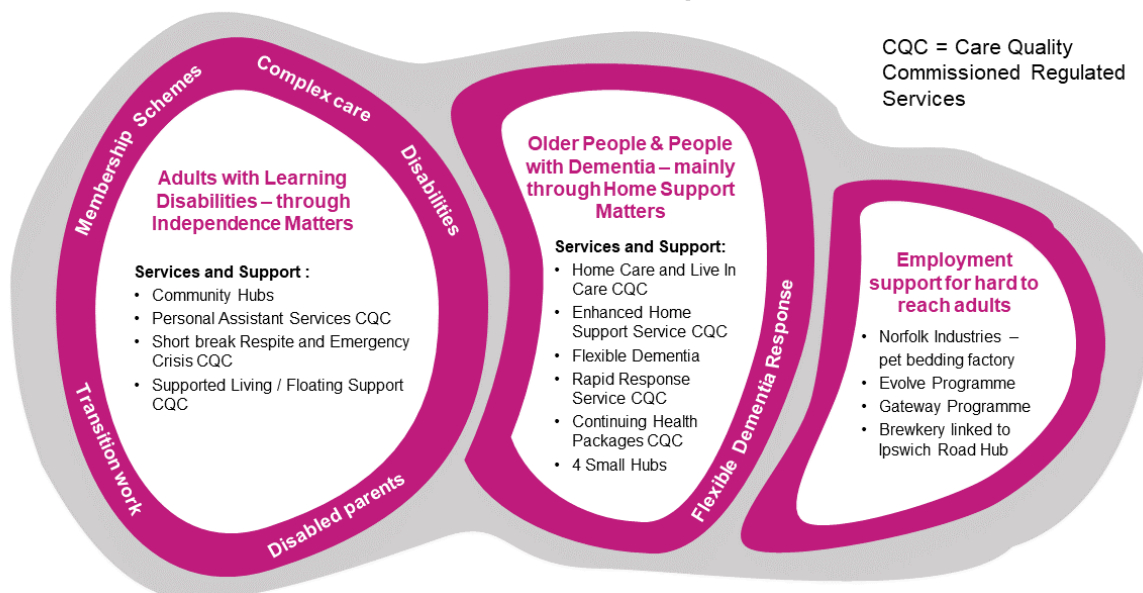 CQC = Care Quality
Commissioned Regulated
Services
Membership Schemes
Complex care
Disabilities
Adults with Learning
Disabilities – through
Independence Matters
Services and Support :
• Community Hubs
• Personal Assistant Services CQC
• Short break Respite and Emergency
Crisis CQC
• Supported Living / Floating Support
CQC
Transition work
Disabled parents
Older People & People
with Dementia – mainly
through Home Support
Matters
Services and Support:
• Home Care and Live In
Care CQC
• Enhanced Home
Support Service CQC
• Flexible Dementia
• Rapid Response
Service CQC
• Continuing Health
Packages CQC
• 4 Small Hubs
Flexible Dementia Response
Employment
support for hard to
reach adults
• Norfolk Industries –
pet bedding factory
• Evolve Programme
• Gateway Programme
• Brewkery linked to
Ipswich Road Hub